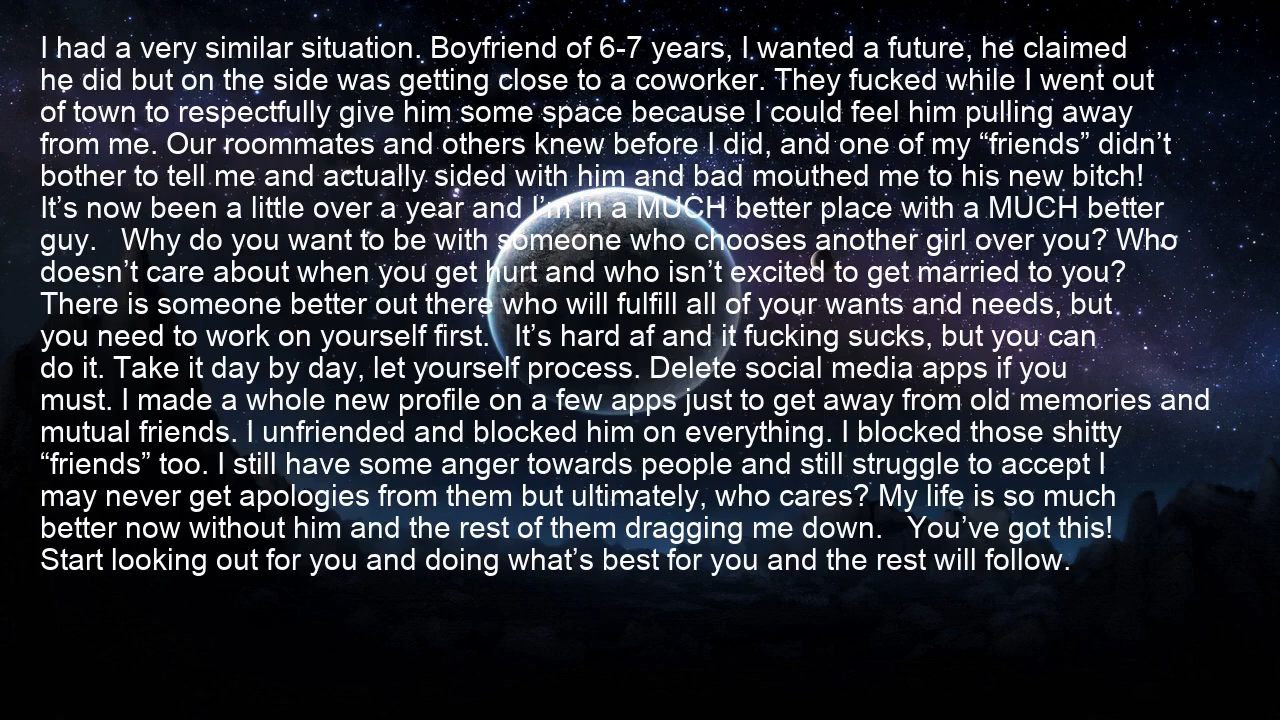 I had a very similar situation. Boyfriend of 6-7 years, I wanted a future, he claimed
he did but on the side was getting close to a coworker. They fucked while I went out
of town to respectfully give him some space because I could feel him pulling away
from me. Our roommates and others knew before I did, and one of my “friends” didn’t
bother to tell me and actually sided with him and bad mouthed me to his new bitch!
It’s now been a little over a year and I’m in a MUCH better place with a MUCH better
guy.   Why do you want to be with someone who chooses another girl over you? Who
doesn’t care about when you get hurt and who isn’t excited to get married to you?
There is someone better out there who will fulfill all of your wants and needs, but
you need to work on yourself first.   It’s hard af and it fucking sucks, but you can
do it. Take it day by day, let yourself process. Delete social media apps if you
must. I made a whole new profile on a few apps just to get away from old memories and
mutual friends. I unfriended and blocked him on everything. I blocked those shitty
“friends” too. I still have some anger towards people and still struggle to accept I
may never get apologies from them but ultimately, who cares? My life is so much
better now without him and the rest of them dragging me down.   You’ve got this!
Start looking out for you and doing what’s best for you and the rest will follow.